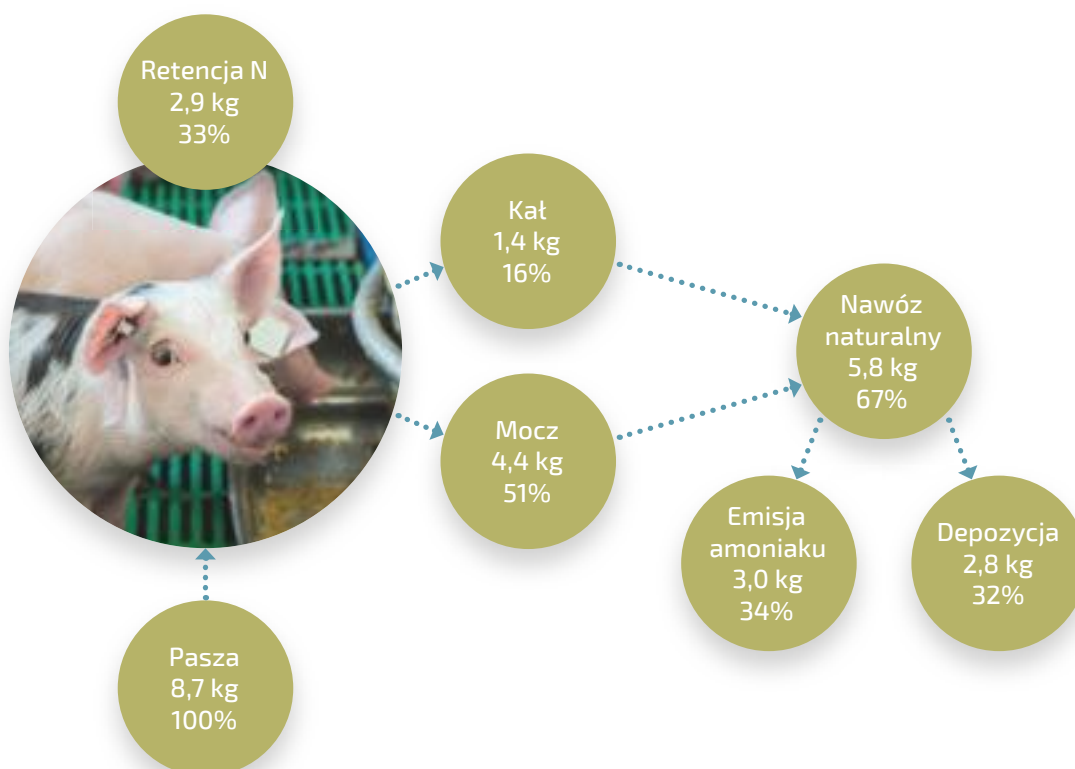 Retencja N
2,9 kg
33%
Kał
1,4 kg
16%
Nawóz
naturalny
5,8 kg
67%
Mocz
4,4 kg
51%
Emisja
amoniaku
3,0 kg
34%
Depozycja
2,8 kg
32%
Pasza
8,7 kg
100%